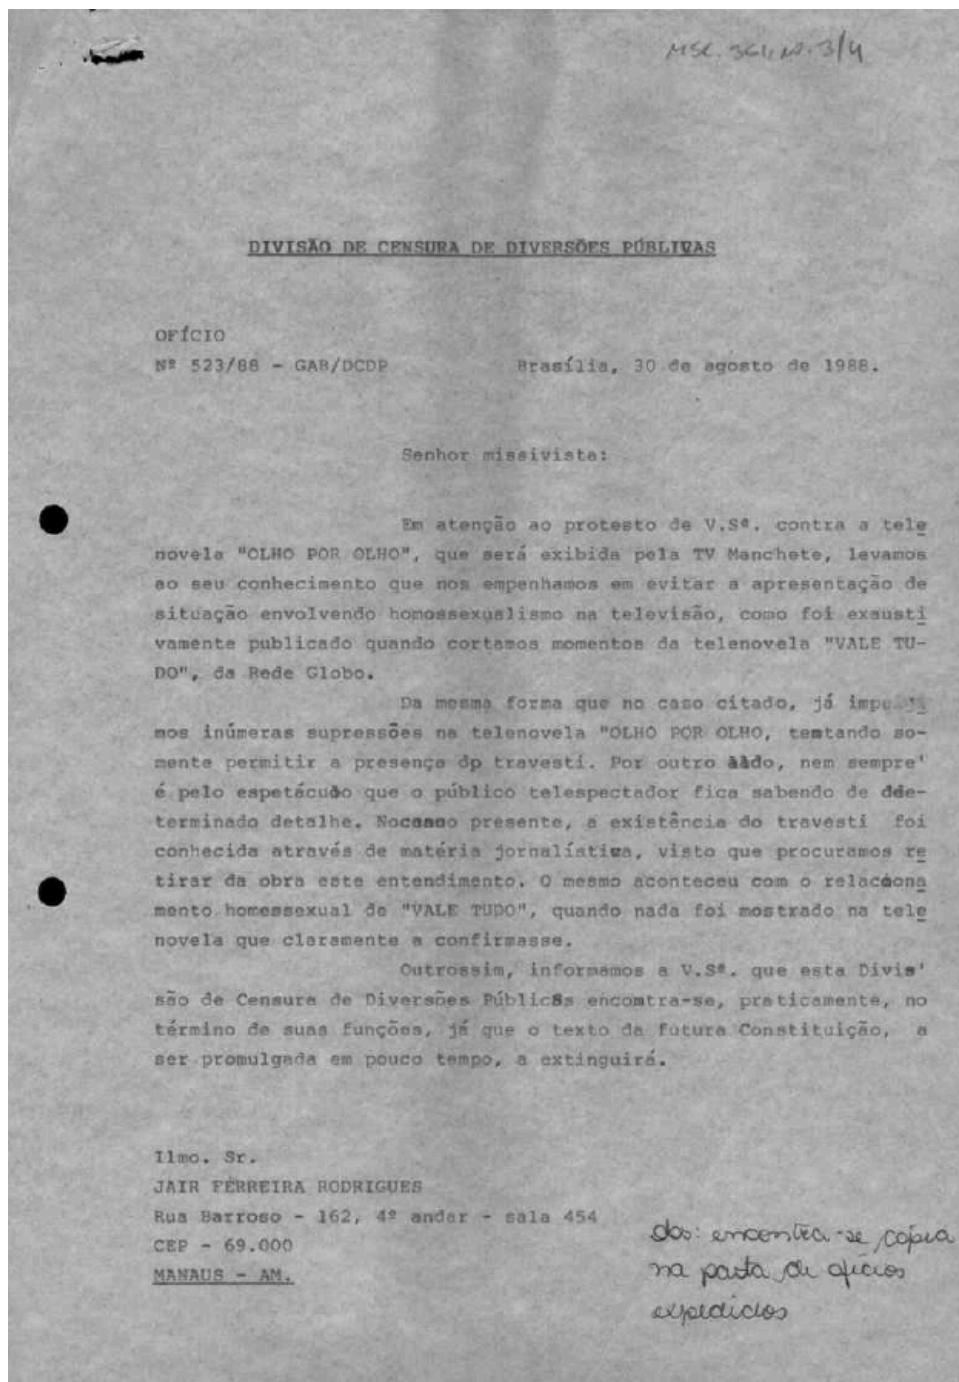 MSC. 361, Nº. 3/4
DIVISÃO DE CENSURA DE DIVERSÕES PÚBLIVAS
OFÍCIO
Nº 523/88 - GAB/DCDP Brasília, 30 de agosto de 1988.
Senhor missivista:
Em atenção ao protesto de V.Sª. contra a tele
novela "OLHO POR OLHO", que será exibida pela TV Manchete, levamos
ao seu conhecimento que nos empenhamos em evitar a apresentação de
situação envolvendo homossexualismo na televisão, como foi exausti
vamente publicado quando cortamos momentos da telenovela "VALE TU-
DO", da Rede Globo.
Da mesma forma que no caso citado, já
mos inúmeras supressões na telenovela "OLHO POR OLHO, temtando so-
mente permitir a presença dp travesti. Por outro lado, nem sempre'
é pelo espetáculo que o público telespectador fica sabendo de dde-
terminado detalhe. No caso presente, a existência do travesti foi
conhecida através de matéria jornalística, visto que procuramos re
tirar da obra este entendimento. O mesmo aconteceu com o relaciona
mento homessexual de "VALE TUDO", quando nada foi mostrado na tele
novela que claramente a confirmasse.
Outrossim, informamos a V.Sª. que esta Divis'
são de Censura de Diversões Públicas encomtra-se, praticamente, no
término de suas funções, já que o texto da futura Constituição, a
ser promulgada em pouco tempo, a extinguirá.
Ilmo. Sr.
JAIR FERREIRA RODRIGUES
Rua Barroso - 162, 4º andar - sala 454
CEP - 69.000
MANAUS - AM.
Obs: encontra-se cópia
na pasta de ofícios
expedidos